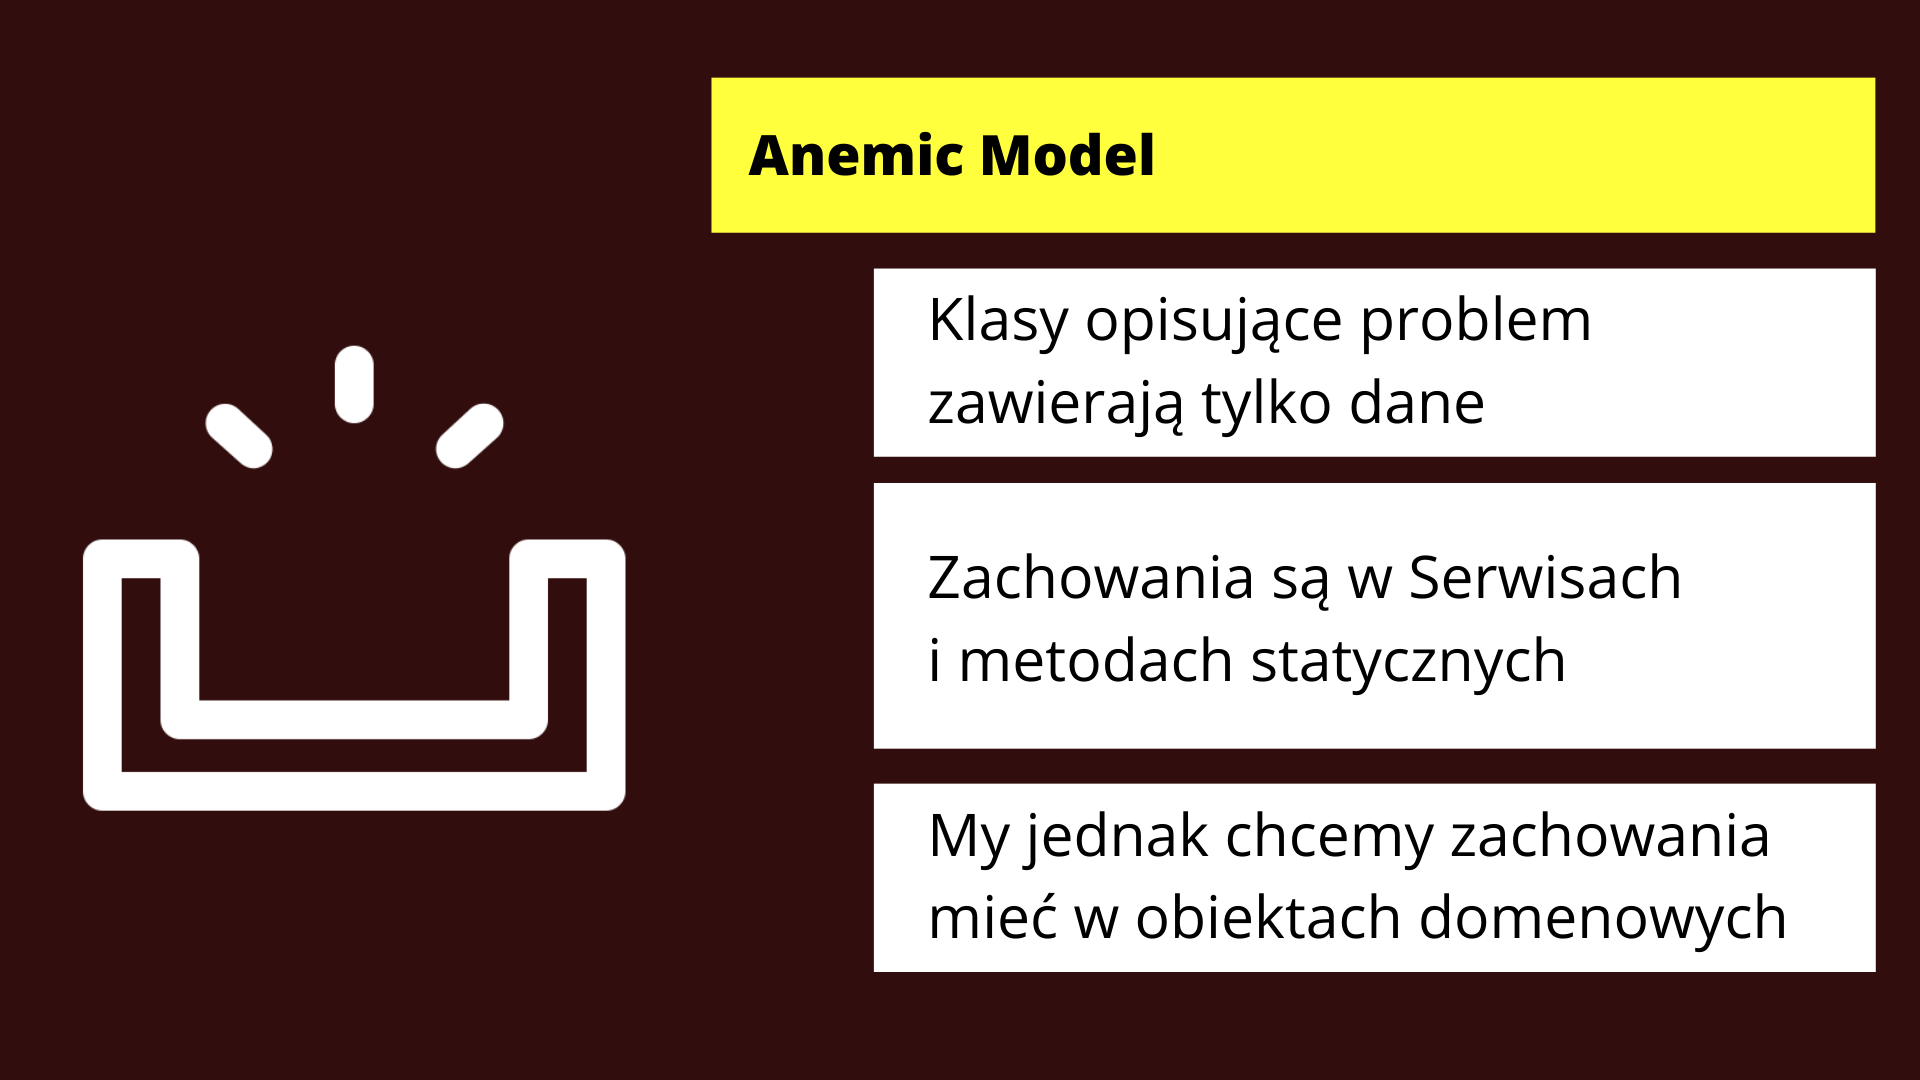 Anemic Model
Klasy opisujące problem
zawierają tylko dane
Zachowania są w Serwisach
i metodach statycznych
My jednak chcemy zachowania
mieć w obiektach domenowych